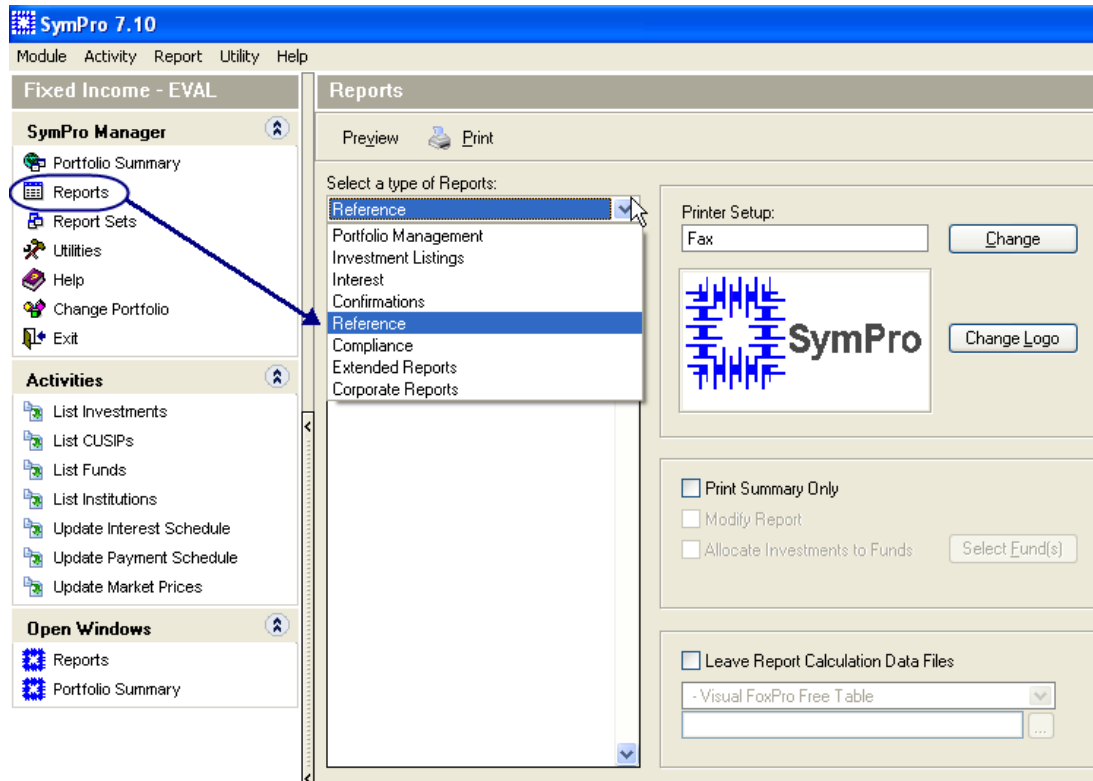 SymPro 7.10
Module Activity Report Utility Help
Fixed Income - EVAL
SymPro Manager
Portfolio Summary
Reports
Report Sets
Utilities
Help
Change Portfolio
Exit
Activities
List Investments
List CUSIPs
List Funds
List Institutions
Update Interest Schedule
Update Payment Schedule
Update Market Prices
Open Windows
Reports
Portfolio Summary
Reports
Preview Print
Select a type of Reports:
Reference
Portfolio Management
Investment Listings
Interest
Confirmations
Reference
Compliance
Extended Reports
Corporate Reports
Printer Setup:
Fax Change
SymPro Change Logo
Print Summary Only
Modify Report
Allocate Investments to Funds Select Fund(s)
Leave Report Calculation Data Files
- Visual FoxPro Free Table
...